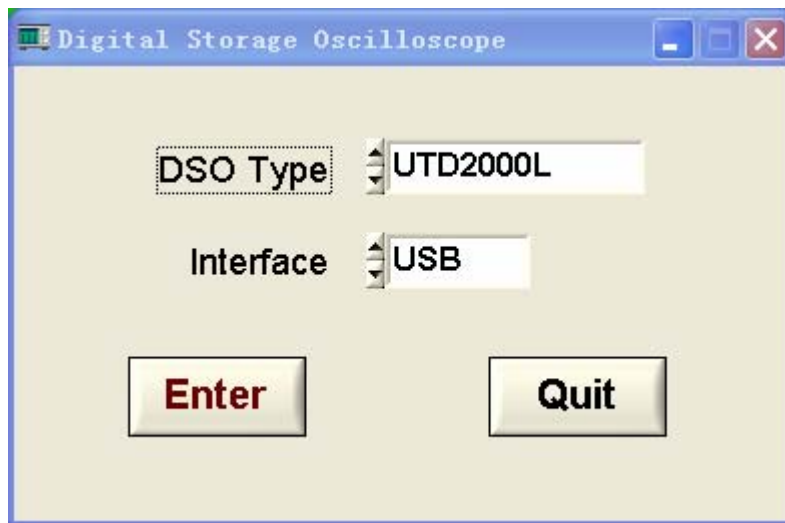 Digital Storage Oscilloscope
DSO Type UTD2000L
Interface USB
Enter Quit